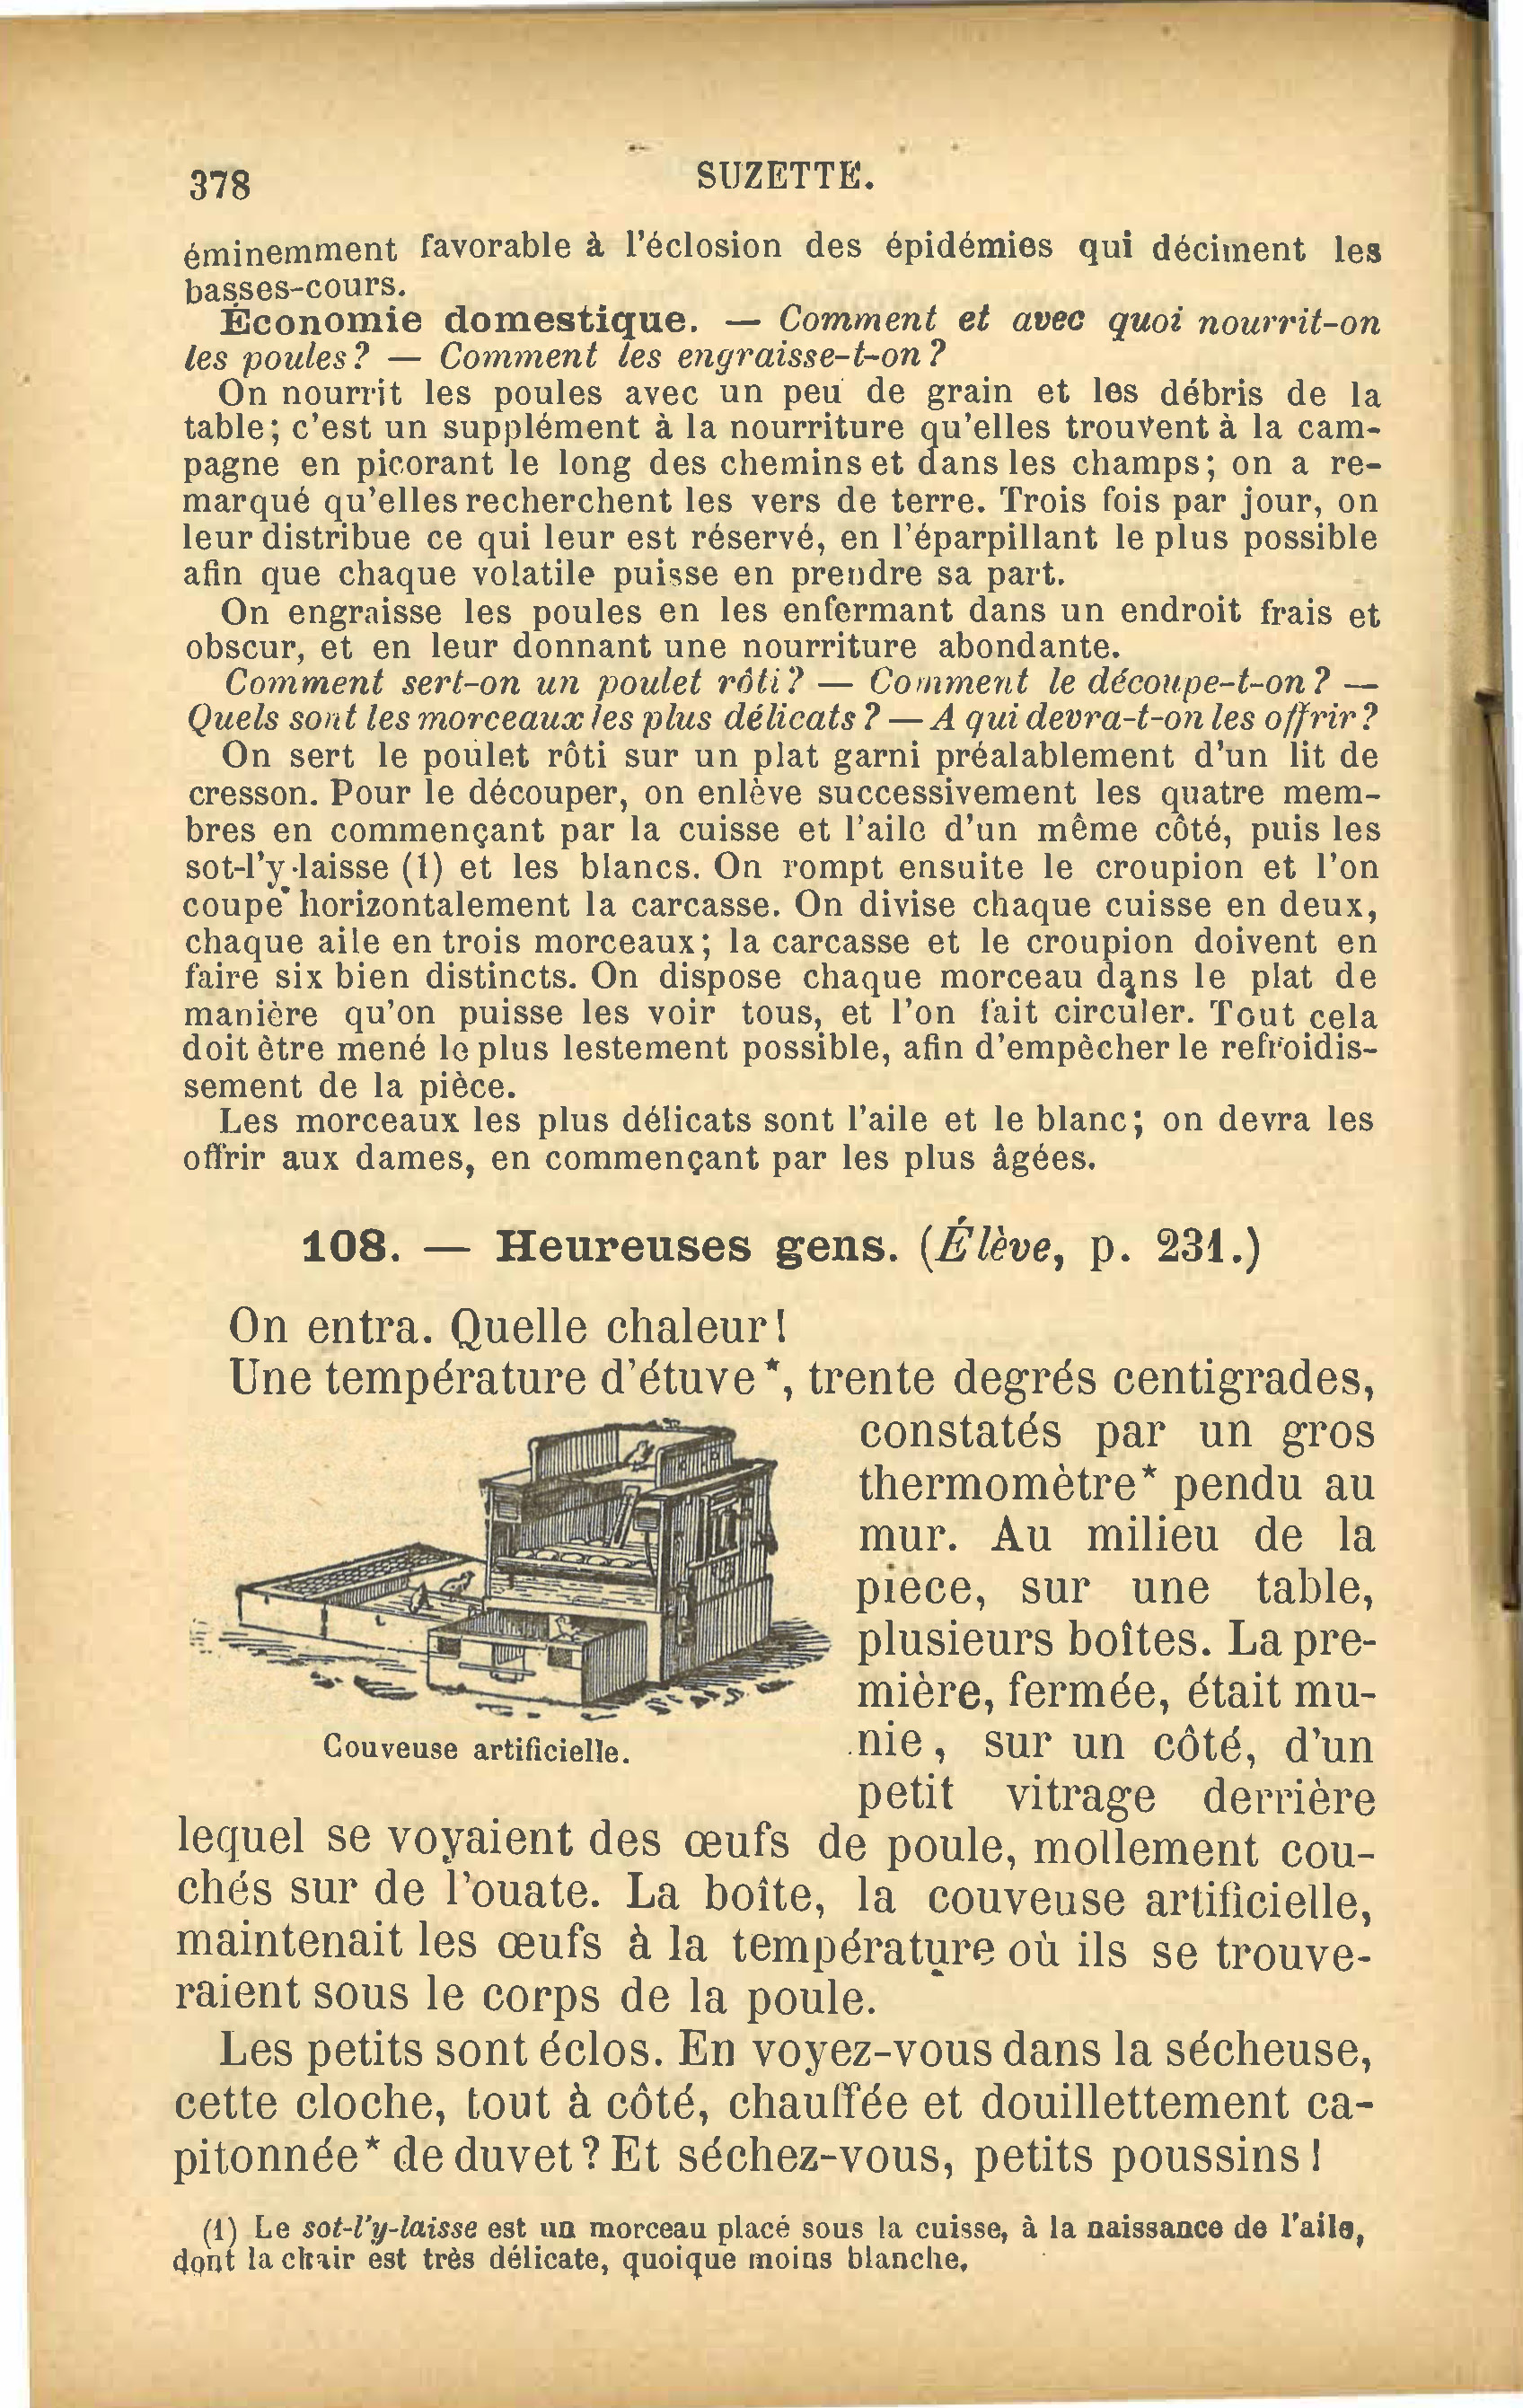 378
SUZETTE.
éminemment favorable à l'éclosion des épidémies qui déciment les
basses-cours.
Économie domestique. — Comment et avec quoi nourrit-on
les poules? — Comment les engraisse-t-on?
On nourrit les poules avec un peu de grain et les débris de la
table; c'est un supplément à la nourriture qu'elles trouvent à la cam-
pagne en picorant le long des chemins et dans les champs; on a re-
marqué qu'elles recherchent les vers de terre. Trois fois par jour, on
leur distribue ce qui leur est réservé, en l'éparpillant le plus possible
afin que chaque volatile puisse en prendre sa part.
On engraisse les poules en les enfermant dans un endroit frais et
obscur, et en leur donnant une nourriture abondante.
Comment sert-on un poulet rôti? — Comment le découpe-t-on? —
Quels sont les morceaux les plus délicats? — A qui devra-t-on les offrir?
On sert le poulet rôti sur un plat garni préalablement d'un lit de
cresson. Pour le découper, on enlève successivement les quatre mem-
bres en commençant par la cuisse et l'aile d'un même côté, puis les
sot-l'y-laisse (1) et les blancs. On rompt ensuite le croupion et l'on
coupe horizontalement la carcasse. On divise chaque cuisse en deux,
chaque aile en trois morceaux; la carcasse et le croupion doivent en
faire six bien distincts. On dispose chaque morceau dans le plat de
manière qu'on puisse les voir tous, et l'on fait circuler. Tout cela
doit être mené le plus lestement possible, afin d'empêcher le refroidis-
sement de la pièce.
Les morceaux les plus délicats sont l'aile et le blanc; on devra les
offrir aux dames, en commençant par les plus âgées.
108. — Heureuses gens. (Élève, p. 231.)
On entra. Quelle chaleur!
Une température d'étuve*, trente degrés centigrades,
constatés par un gros
thermomètre* pendu au
mur. Au milieu de la
pièce, sur une table,
plusieurs boîtes. La pre-
mière, fermée, était mu-
nie, sur un côté, d'un
petit vitrage derrière
Couveuse artificielle.
lequel se voyaient des œufs de poule, mollement cou-
chés sur de l'ouate. La boîte, la couveuse artificielle,
maintenait les œufs à la température où ils se trouve-
raient sous le corps de la poule.
Les petits sont éclos. En voyez-vous dans la sécheuse,
cette cloche, tout à côté, chauffée et douillettement ca-
pitonnée* de duvet? Et séchez-vous, petits poussins!
(1) Le sot-l'y-laisse est un morceau placé sous la cuisse, à la naissance de l'aile,
dont la chair est très délicate, quoique moins blanche.